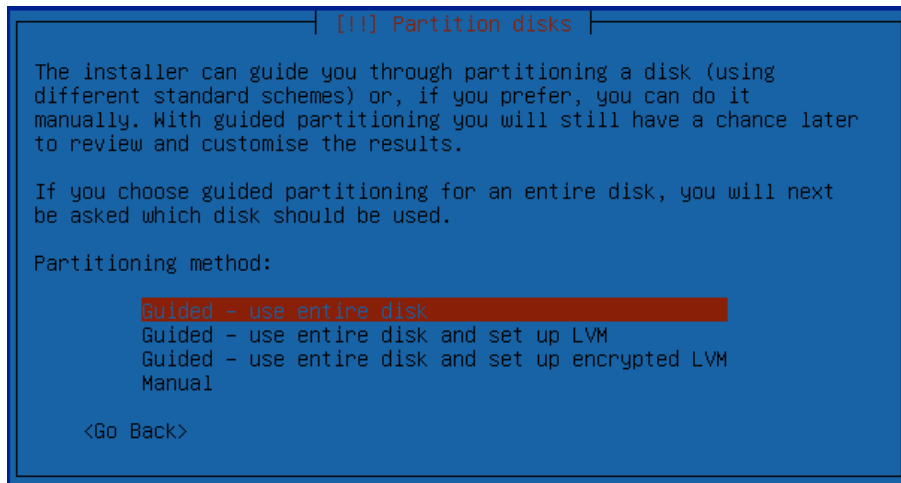 [!!] Partition disks
The installer can guide you through partitioning a disk (using
different standard schemes) or, if you prefer, you can do it
manually. With guided partitioning you will still have a chance later
to review and customise the results.
If you choose guided partitioning for an entire disk, you will next
be asked which disk should be used.
Partitioning method:
Guided – use entire disk
Guided – use entire disk and set up LVM
Guided – use entire disk and set up encrypted LVM
Manual
<Go Back>